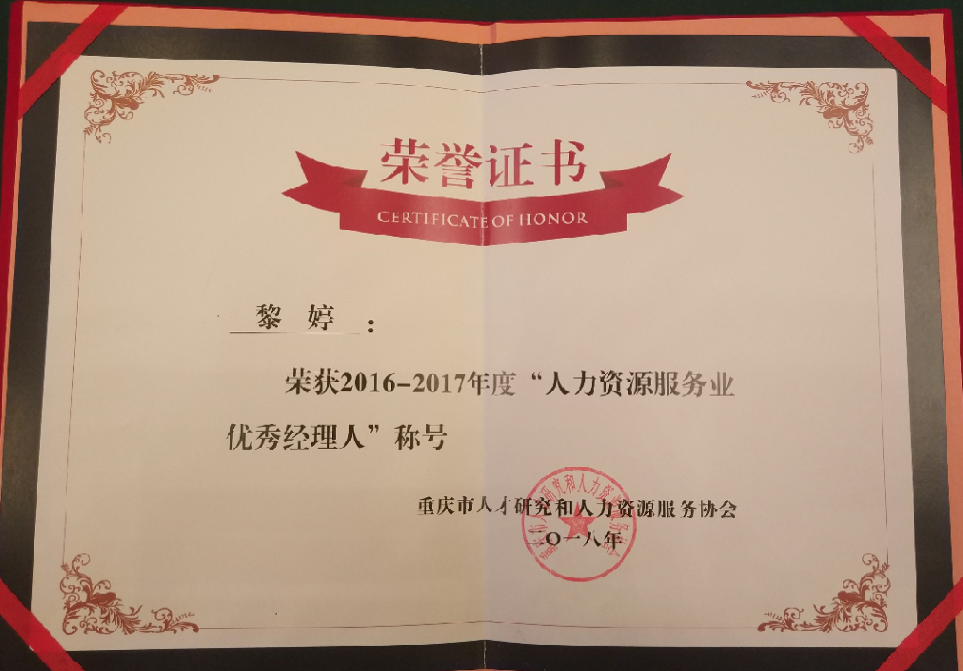 荣誉证书
CERTIFICATE OF HONOR
黎 婷 :
荣获2016-2017年度“人力资源服务业
优秀经理人”称号
重庆市人才研究和人力资源服务协会
〇一八年